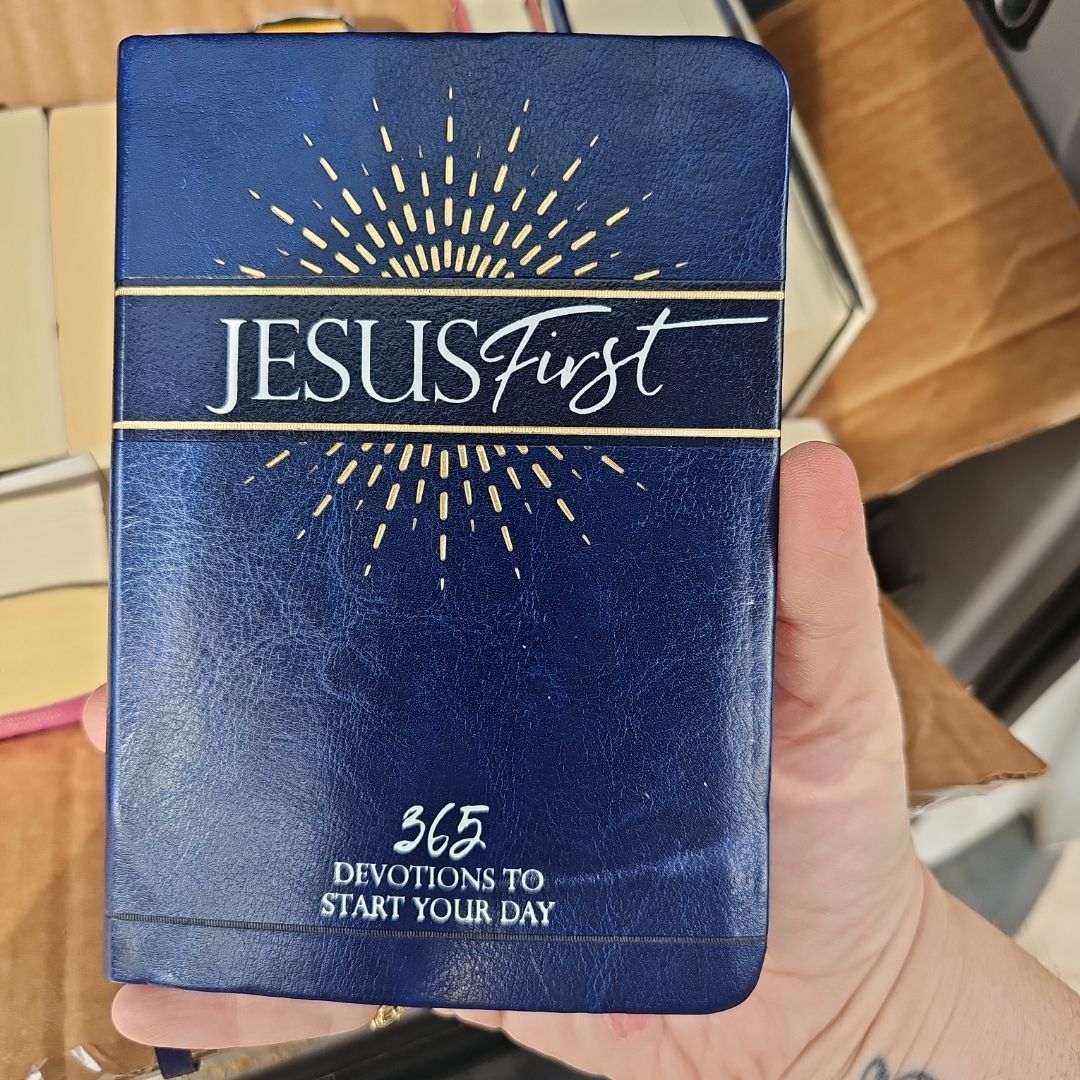 JESUS First
365
DEVOTIONS TO
START YOUR DAY